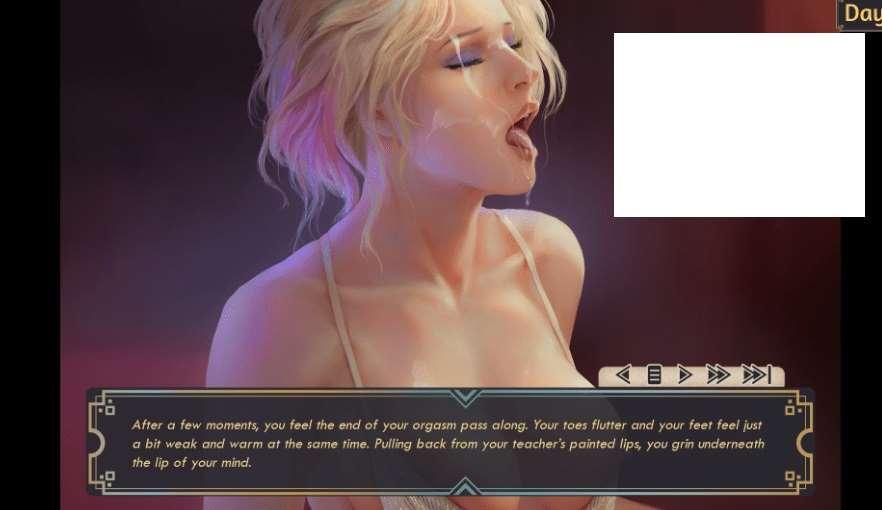 Day
After a few moments, you feel the end of your orgasm pass along. Your toes flutter and your feet feel just
a bit weak and warm at the same time. Pulling back from your teacher's painted lips, you grin underneath
the lip of your mind.